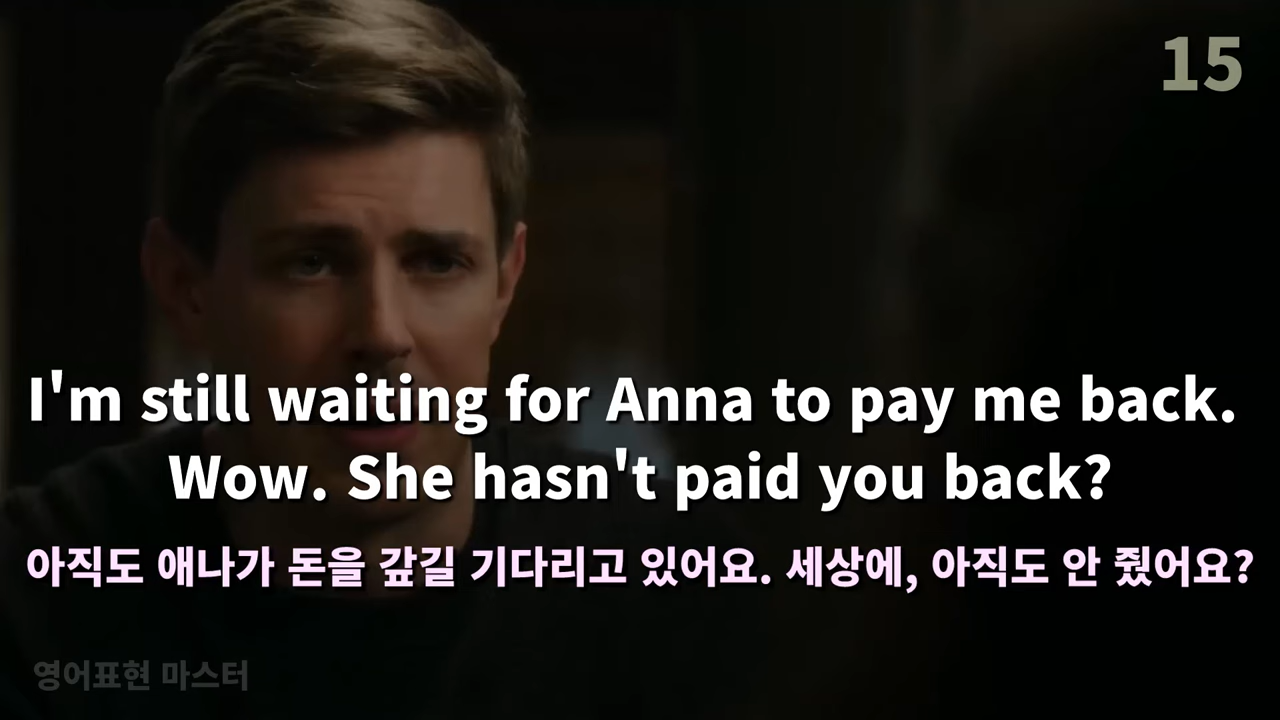 15
I'm still waiting for Anna to pay me back.
Wow. She hasn't paid you back?
아직도 애나가 돈을 갚길 기다리고 있어요. 세상에, 아직도 안 줬어요?
영어표현 마스터